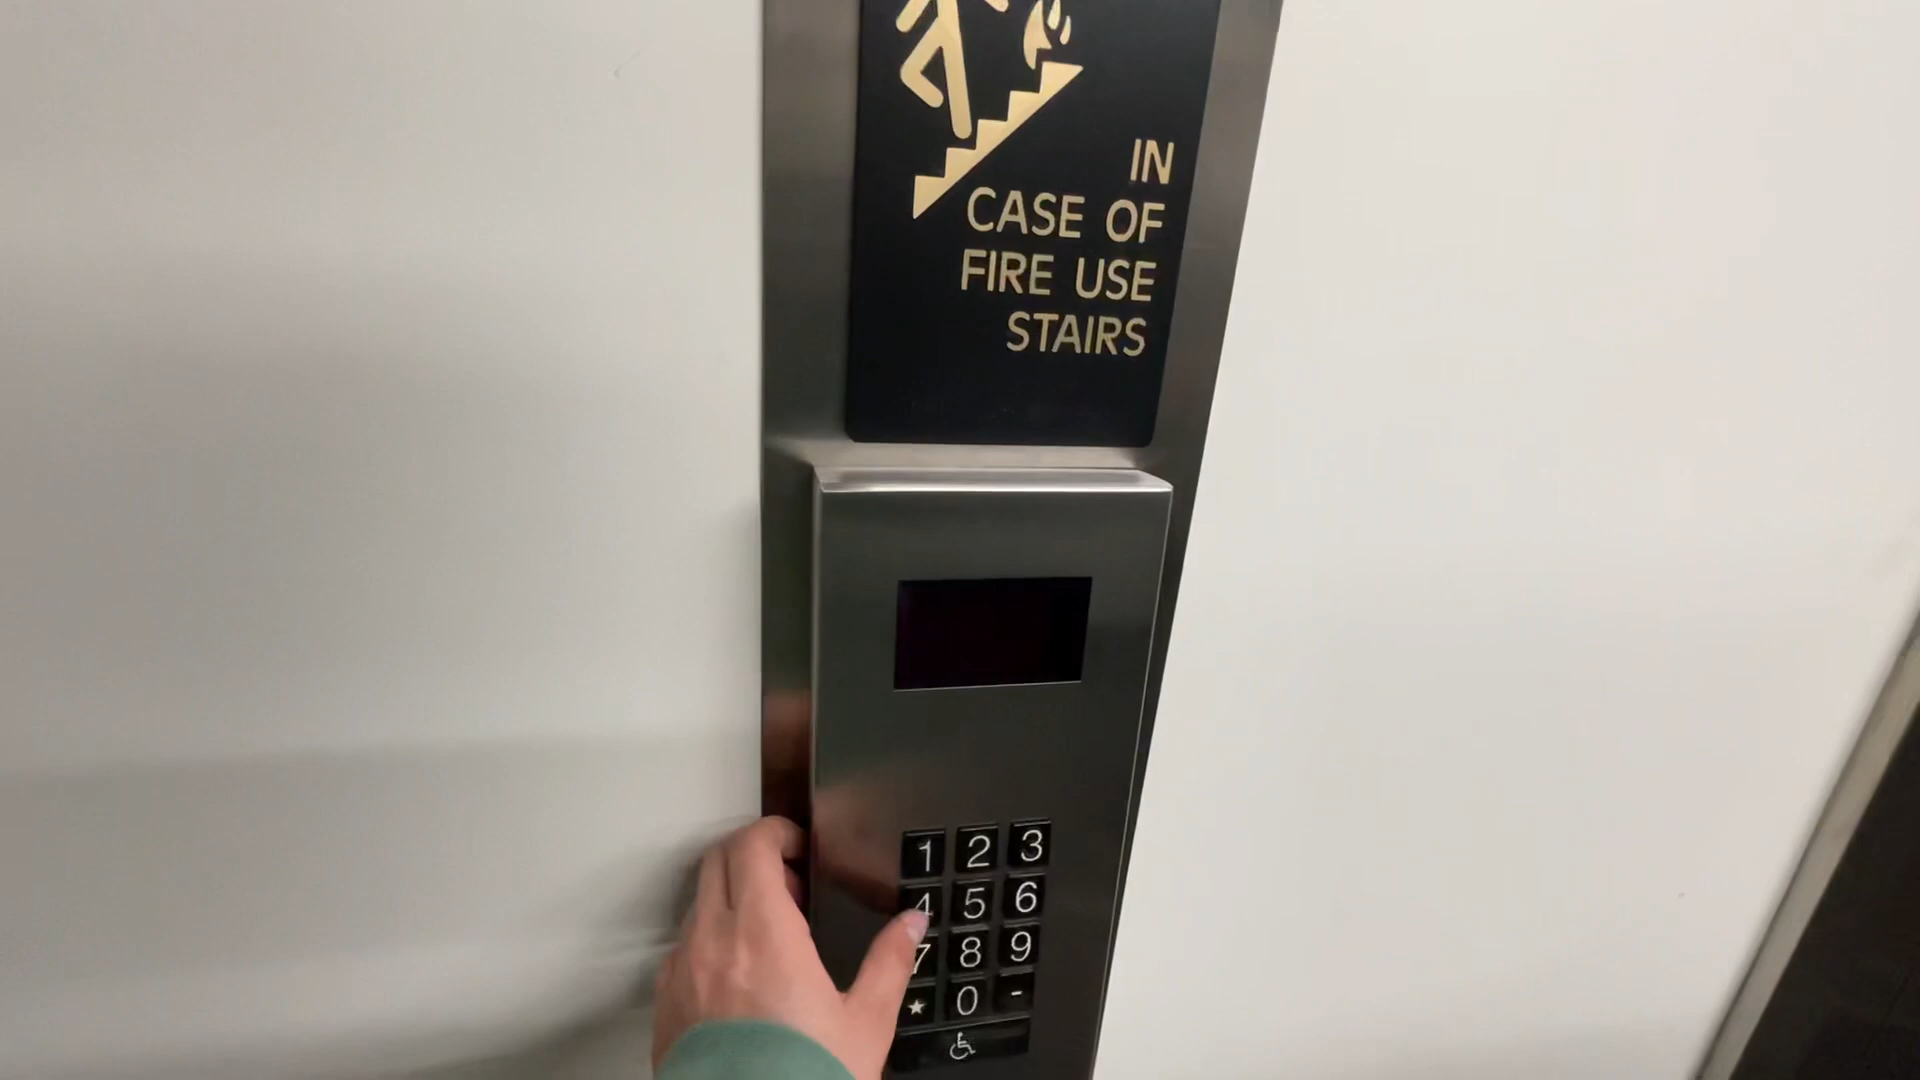 IN
CASE OF
FIRE USE
STAIRS
1 2 3
4 5 6
7 8 9
★ 0 -